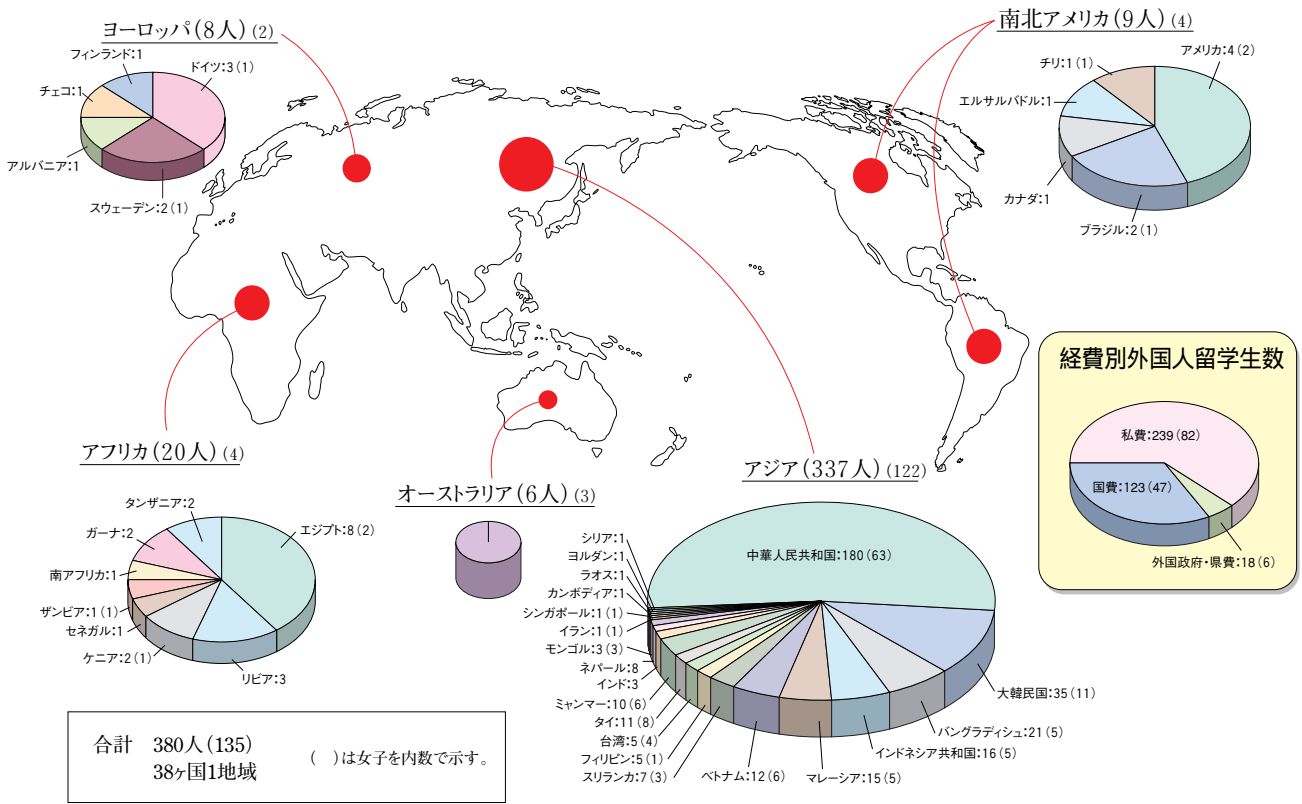 ヨーロッパ(8人)(2)
フィンランド:1
ドイツ:3(1)
チェコ:1
アルバニア:1
スウェーデン:2(1)
南北アメリカ(9人)(4)
アメリカ:4(2)
チリ:1(1)
エルサルバドル:1
カナダ:1
ブラジル:2(1)
経費別外国人留学生数
私費:239(82)
国費:123(47)
外国政府・県費:18(6)
アフリカ(20人)(4)
タンザニア:2
エジプト:8(2)
ガーナ:2
南アフリカ:1
ザンビア:1(1)
セネガル:1
ケニア:2(1)
リビア:3
オーストラリア(6人)(3)
アジア(337人)(122)
シリア:1
ヨルダン:1
ラオス:1
カンボディア:1
シンガポール:1(1)
イラン:1(1)
モンゴル:3(3)
ネパール:8
インド:3
ミャンマー:10(6)
タイ:11(8)
台湾:5(4)
フィリピン:5(1)
スリランカ:7(3)
中華人民共和国:180(63)
大韓民国:35(11)
バングラディシュ:21(5)
インドネシア共和国:16(5)
マレーシア:15(5)
ベトナム:12(6)
合計 380人(135)
38ヶ国1地域
( )は女子を内数で示す。